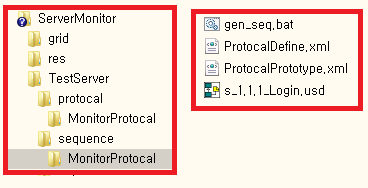 ServerMonitor
grid
res
TestServer
protocal
MonitorProtocal
sequence
MonitorProtocal
gen_seq.bat
ProtocalDefine.xml
ProtocalPrototype.xml
s_1.1.1_Login.usd